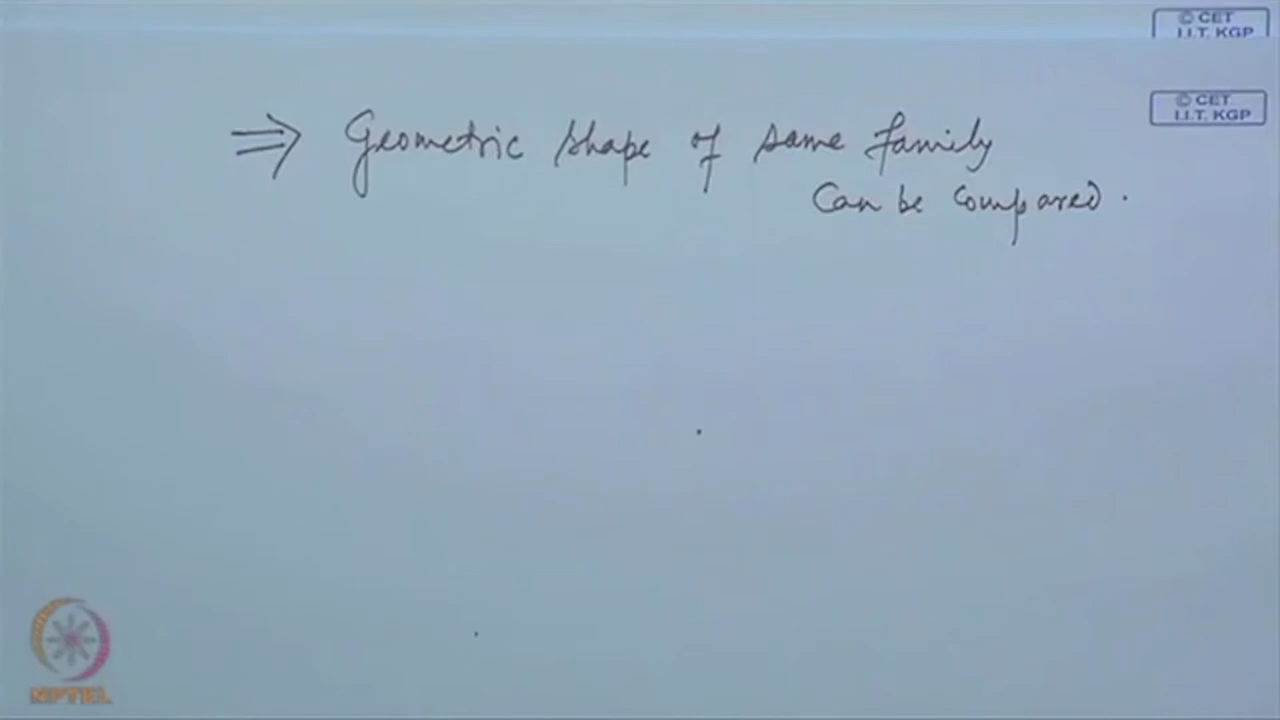 © CET
I.I.T. KGP
© CET
I.I.T. KGP
⇒ Geometric shape of same family
Can be compared.
NPTEL